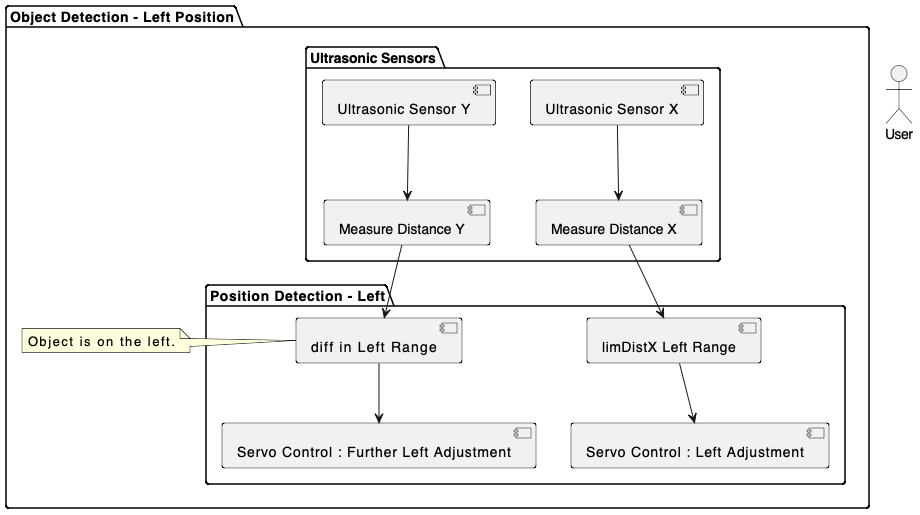 Object Detection - Left Position
Ultrasonic Sensors
Ultrasonic Sensor Y
Ultrasonic Sensor X
User
Measure Distance Y
Measure Distance X
Position Detection - Left
Object is on the left.
diff in Left Range
limDistX Left Range
Servo Control : Further Left Adjustment
Servo Control : Left Adjustment